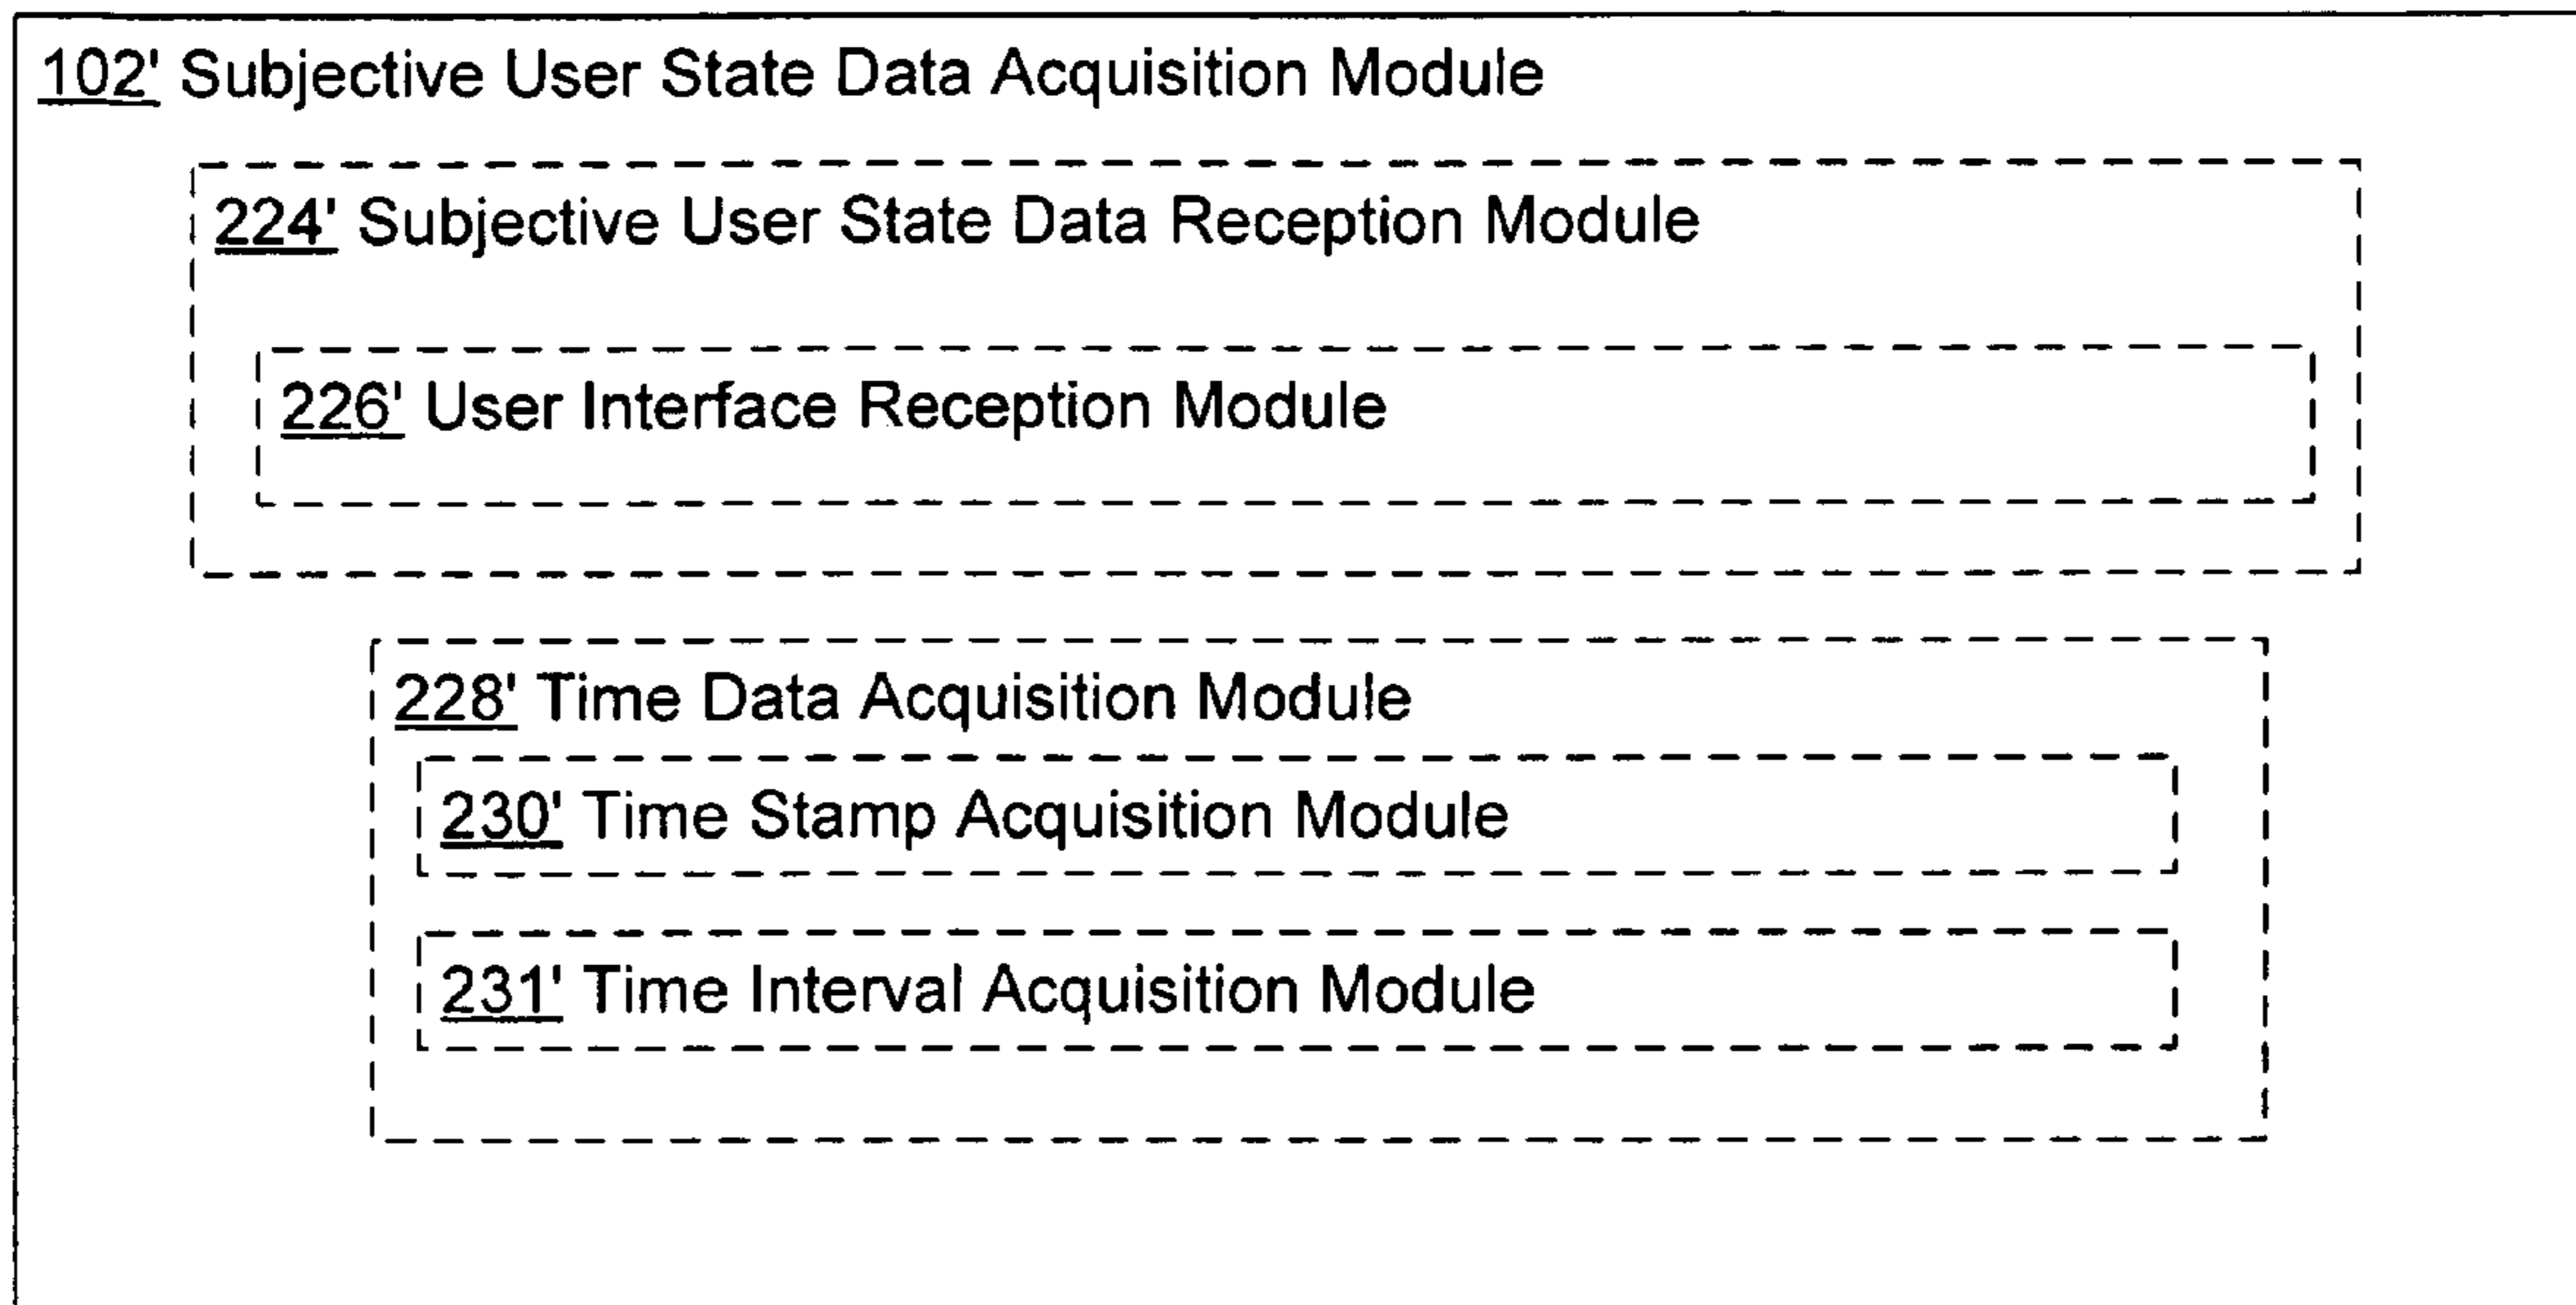 102' Subjective User State Data Acquisition Module
224' Subjective User State Data Reception Module
226' User Interface Reception Module
228' Time Data Acquisition Module
230' Time Stamp Acquisition Module
231' Time Interval Acquisition Module